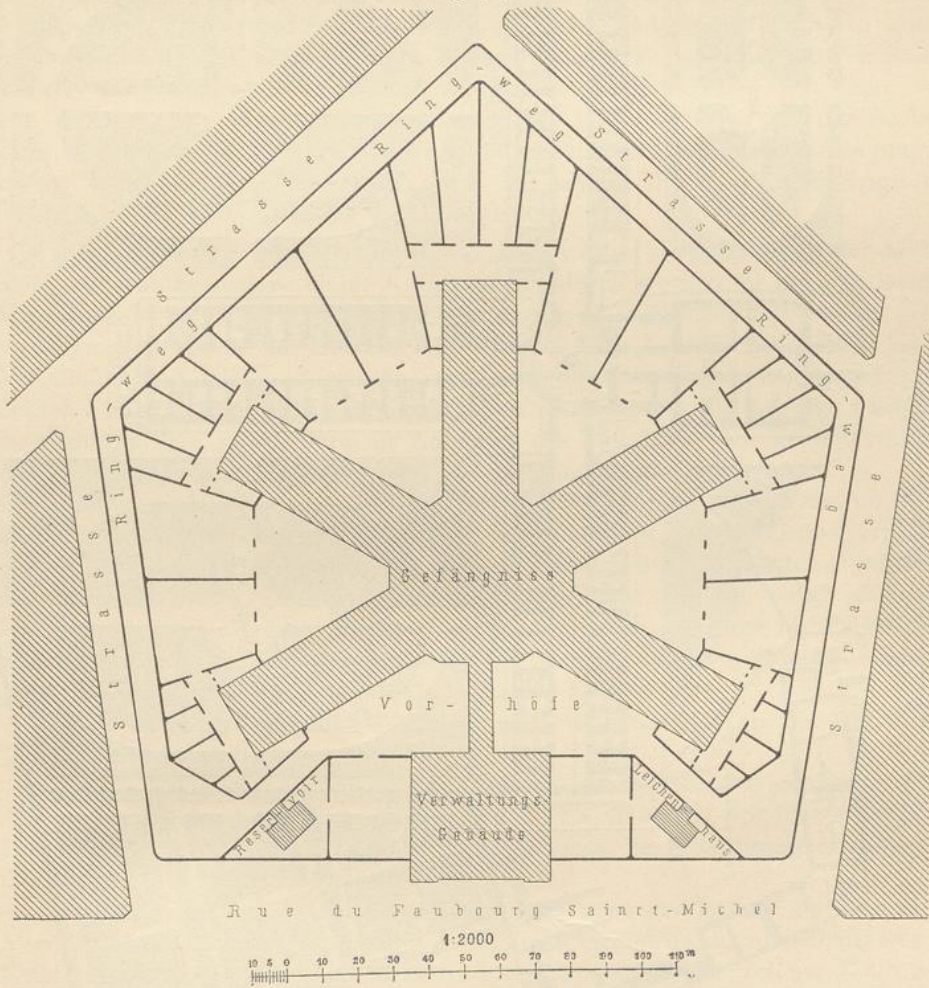 Strasse
Ring-weg
Strasse
Ring-weg
Strasse
Ring-weg
Strasse
Ring-weg
Gefängniss
Vor-höfe
Reservoir
Verwaltungs-
Gebäude
Leichenhaus
Rue du Faubourg Sainrt-Michel
1:2000
10 5 0 10 20 30 40 50 60 70 80 90 100 110 m